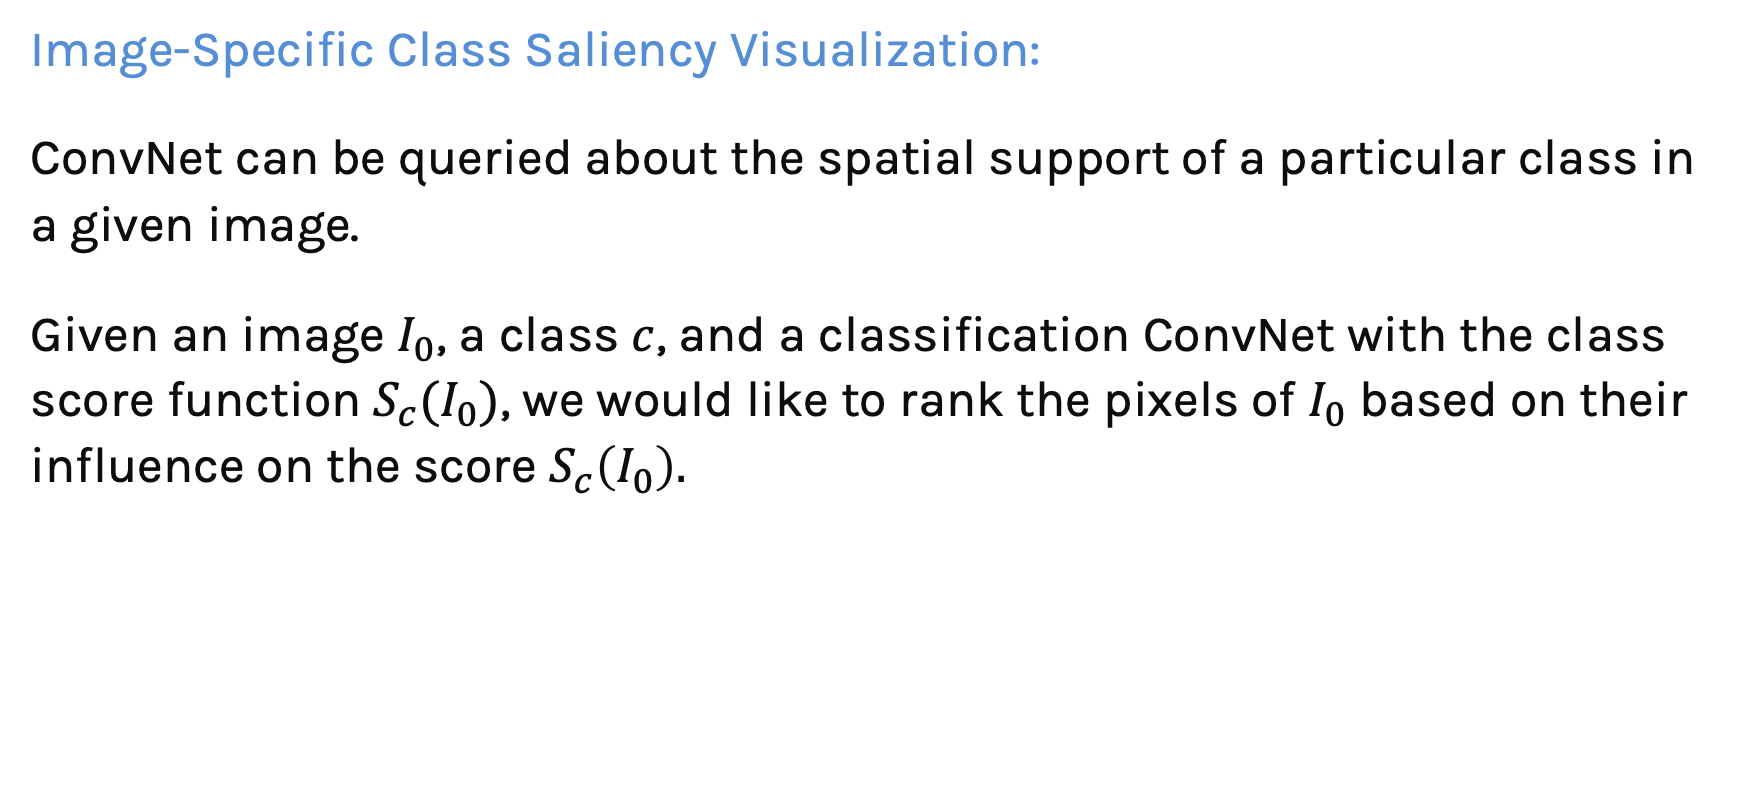 Image-Specific Class Saliency Visualization:
ConvNet can be queried about the spatial support of a particular class in
a given image.
Given an image I₀, a class c, and a classification ConvNet with the class
score function S_c(I₀), we would like to rank the pixels of I₀ based on their
influence on the score S_c(I₀).